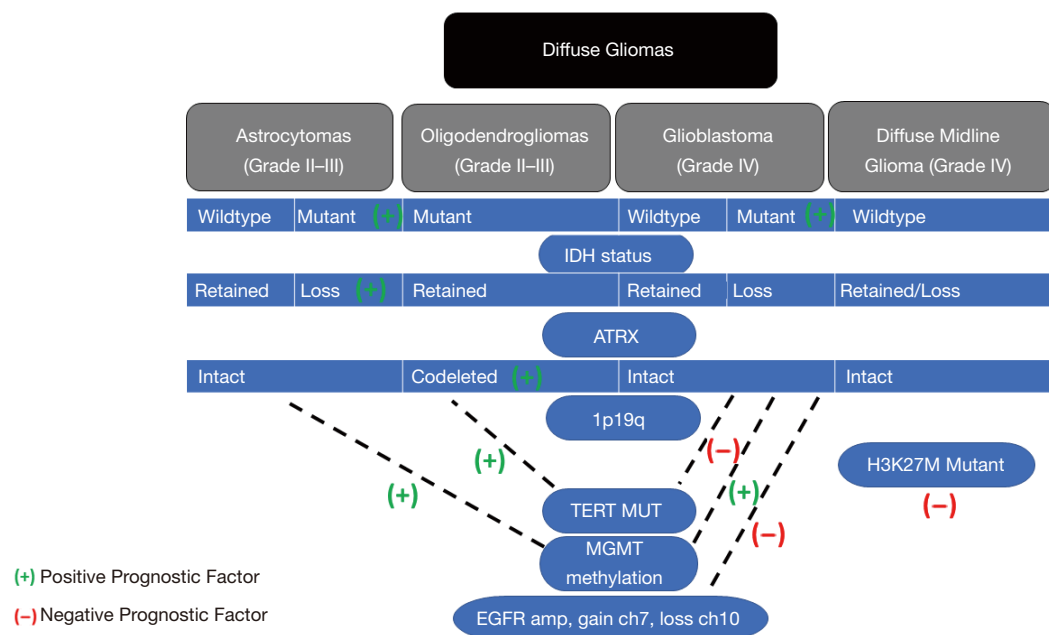 Diffuse Gliomas
Astrocytomas
(Grade II–III)
Oligodendrogliomas
(Grade II–III)
Glioblastoma
(Grade IV)
Diffuse Midline
Glioma (Grade IV)
Wildtype Mutant (+) Mutant Wildtype Mutant (+) Wildtype
IDH status
Retained Loss (+) Retained Retained Loss Retained/Loss
ATRX
Intact Codeleted (+) Intact Intact
1p19q
(–)
(+)
H3K27M Mutant
(+)
(+)
(–)
TERT MUT
(–)
MGMT
methylation
(+) Positive Prognostic Factor
(–) Negative Prognostic Factor
EGFR amp, gain ch7, loss ch10